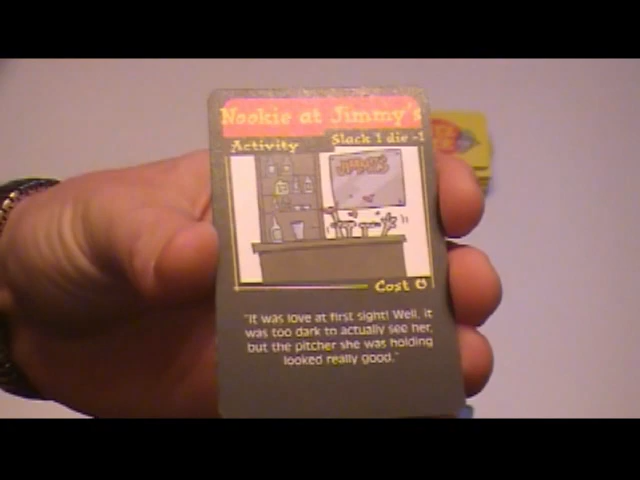 Nookie at Jimmy's
Activity Slack 1 die -1
JIMMY'S
Cost
"It was love at first sight! Well, it
was too dark to actually see her,
but the pitcher she was holding
looked really good."